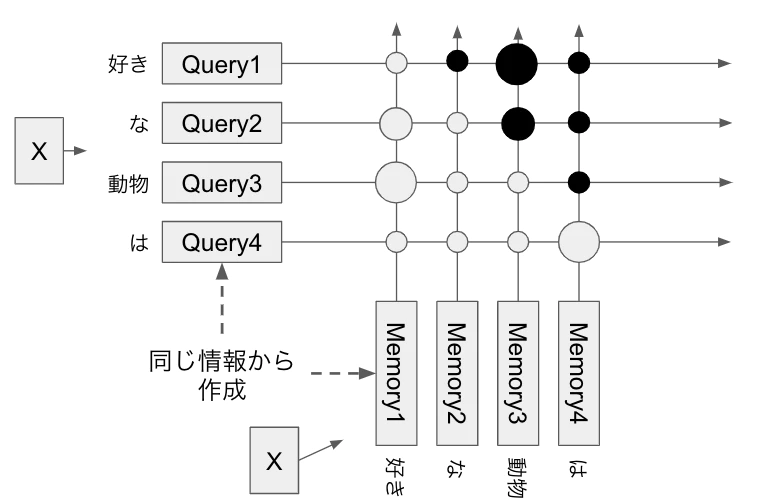 好き Query1
な Query2
X
動物 Query3
は Query4
同じ情報から
作成
Memory1
Memory2
Memory3
Memory4
X
好き
な
動物
は